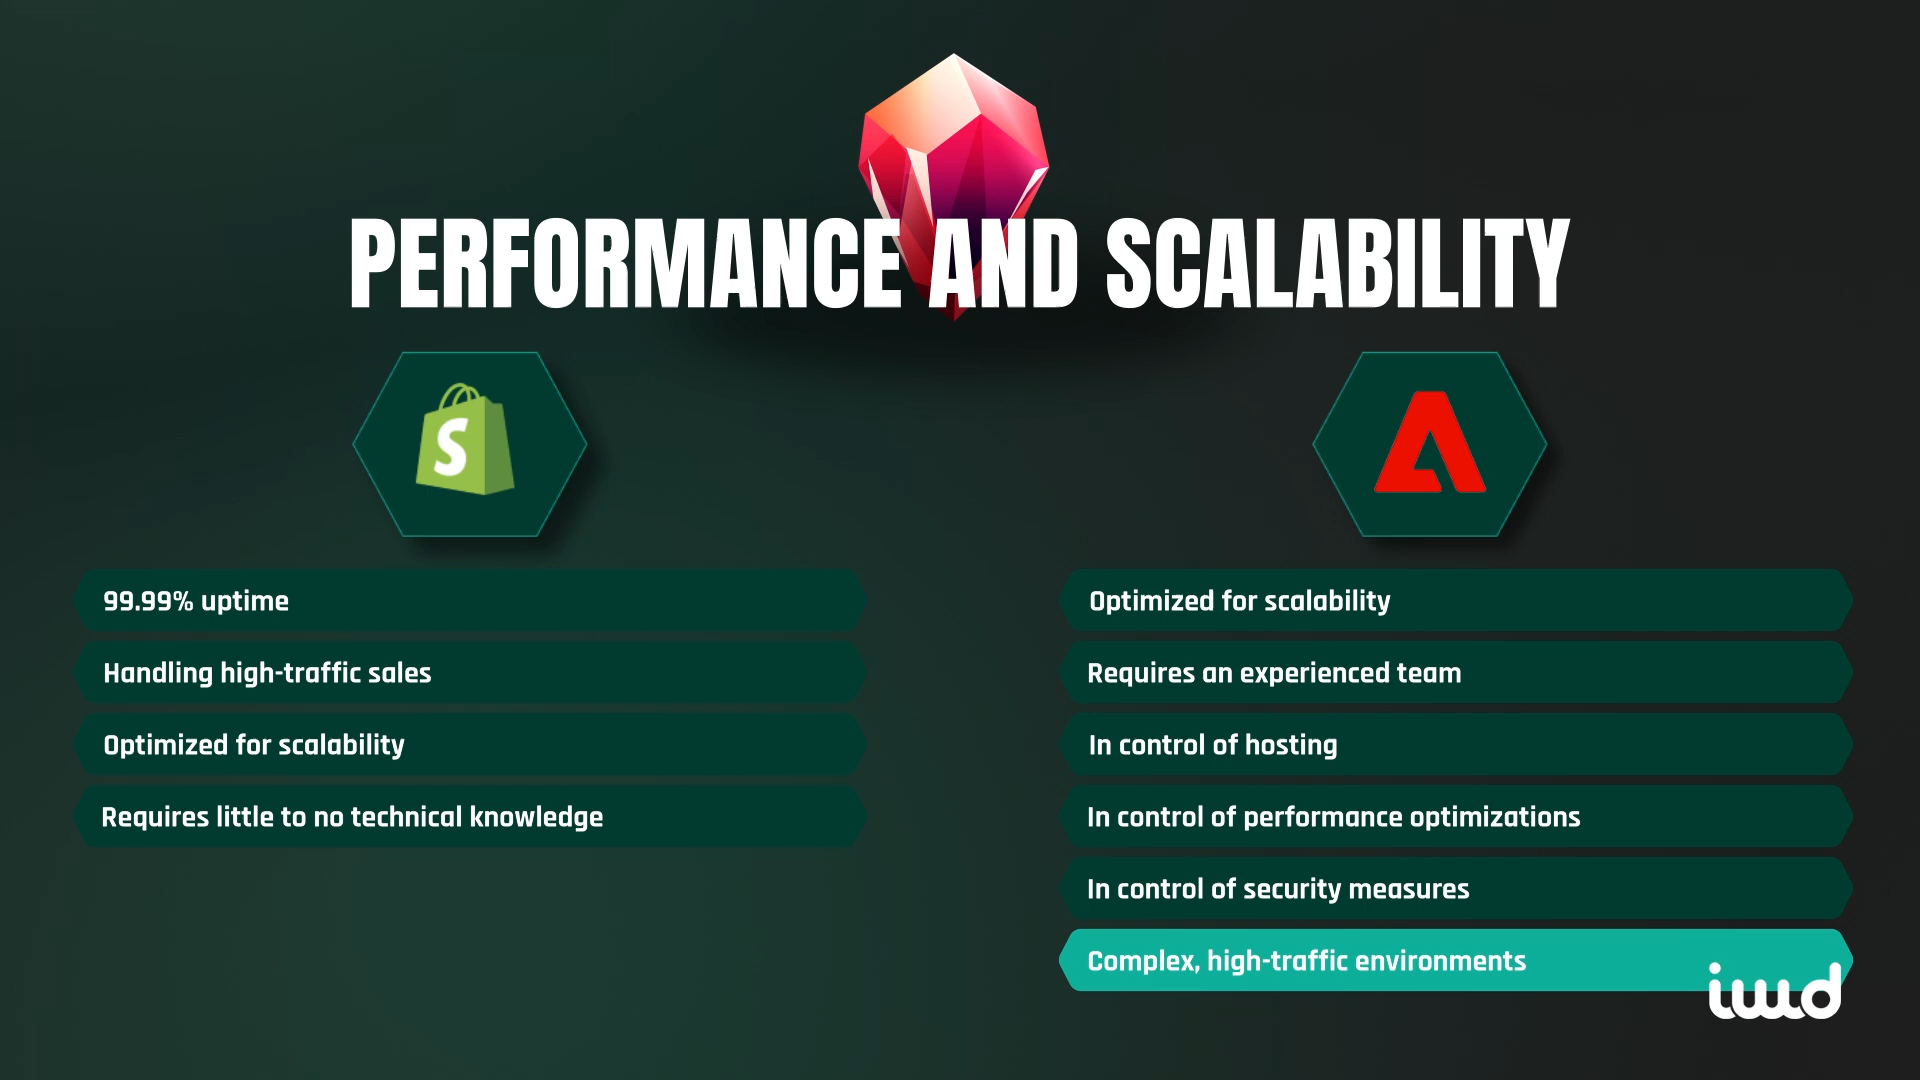 PERFORMANCE AND SCALABILITY
S
99.99% uptime
Handling high-traffic sales
Optimized for scalability
Requires little to no technical knowledge
Optimized for scalability
Requires an experienced team
In control of hosting
In control of performance optimizations
In control of security measures
Complex, high-traffic environments
iwd